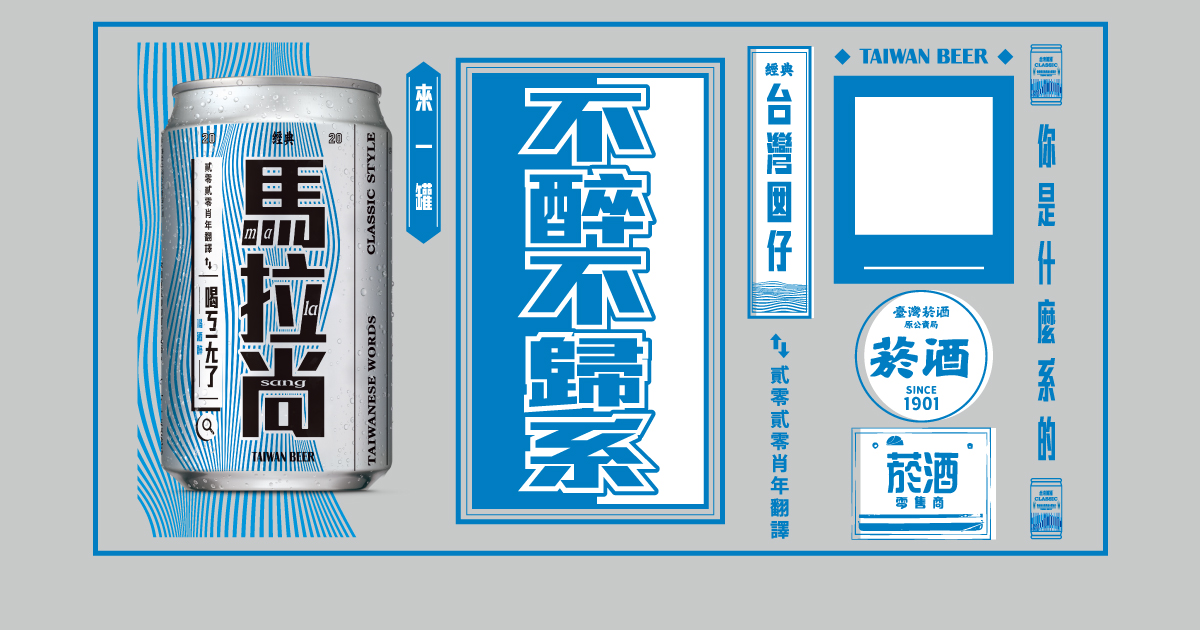 20 經典 20
馬拉尚
ma
la
sang
貳零貳零肖年翻譯
喝ㄎㄧㄤ了
TAIWAN BEER
CLASSIC STYLE
TAIWANESE WORDS
來一罐
不醉不歸系
經典
台灣囡仔
貳零貳零肖年翻譯
TAIWAN BEER
臺灣菸酒
原公賣局
菸酒
SINCE
1901
菸酒
零售商
你是什麼系的
CLASSIC
CLASSIC